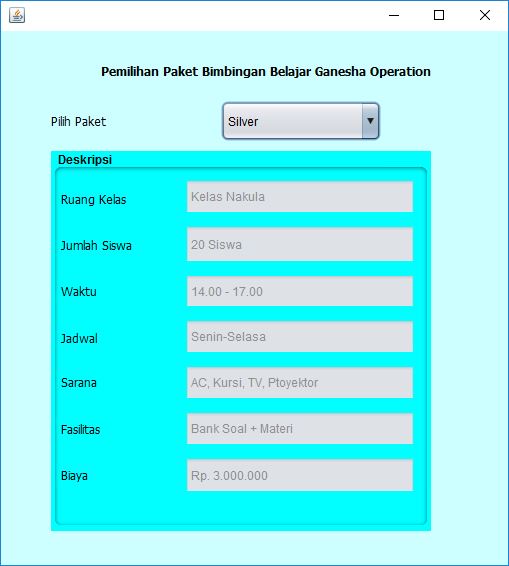 Pemilihan Paket Bimbingan Belajar Ganesha Operation
Pilih Paket Silver
Deskripsi
Ruang Kelas Kelas Nakula
Jumlah Siswa 20 Siswa
Waktu 14.00 - 17.00
Jadwal Senin-Selasa
Sarana AC, Kursi, TV, Ptoyektor
Fasilitas Bank Soal + Materi
Biaya Rp. 3.000.000